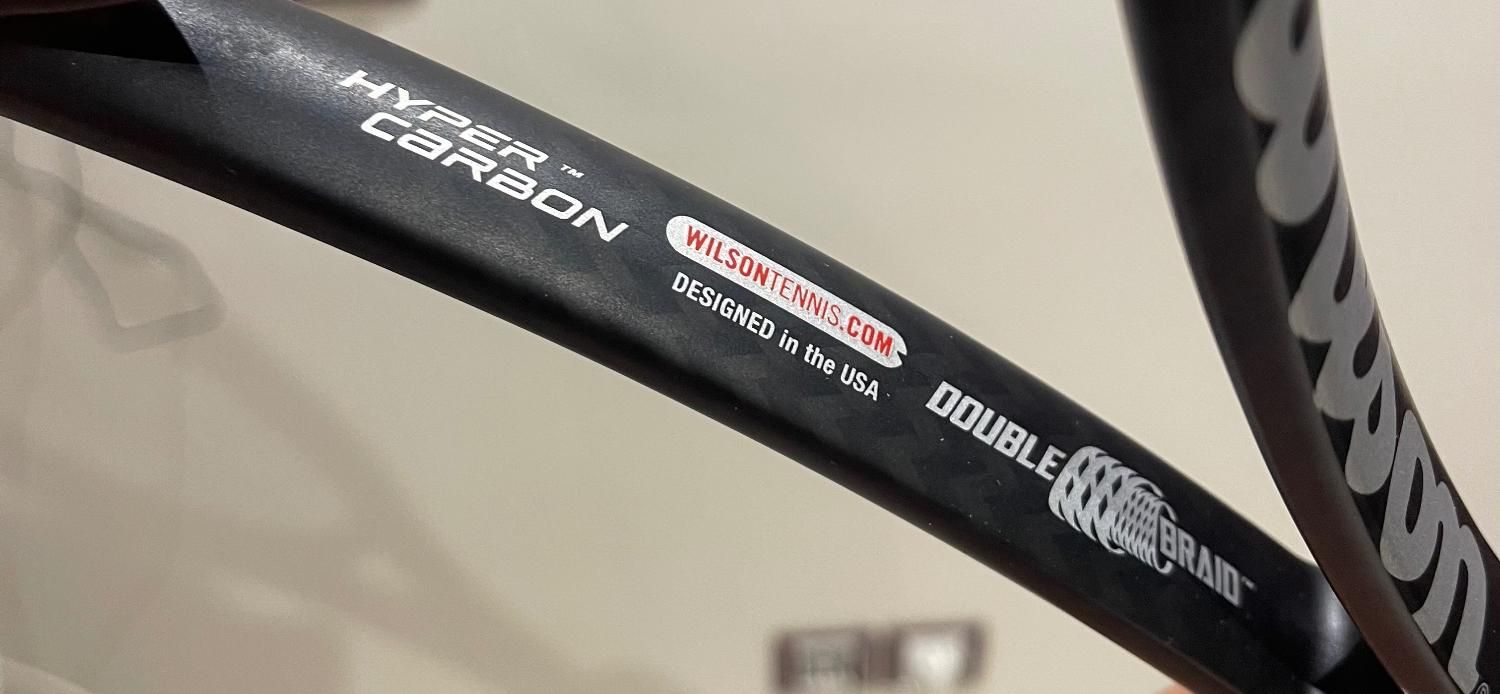 HYPER™
CARBON
WILSONTENNIS.COM
DESIGNED in the USA
DOUBLE BRAID™
wilson